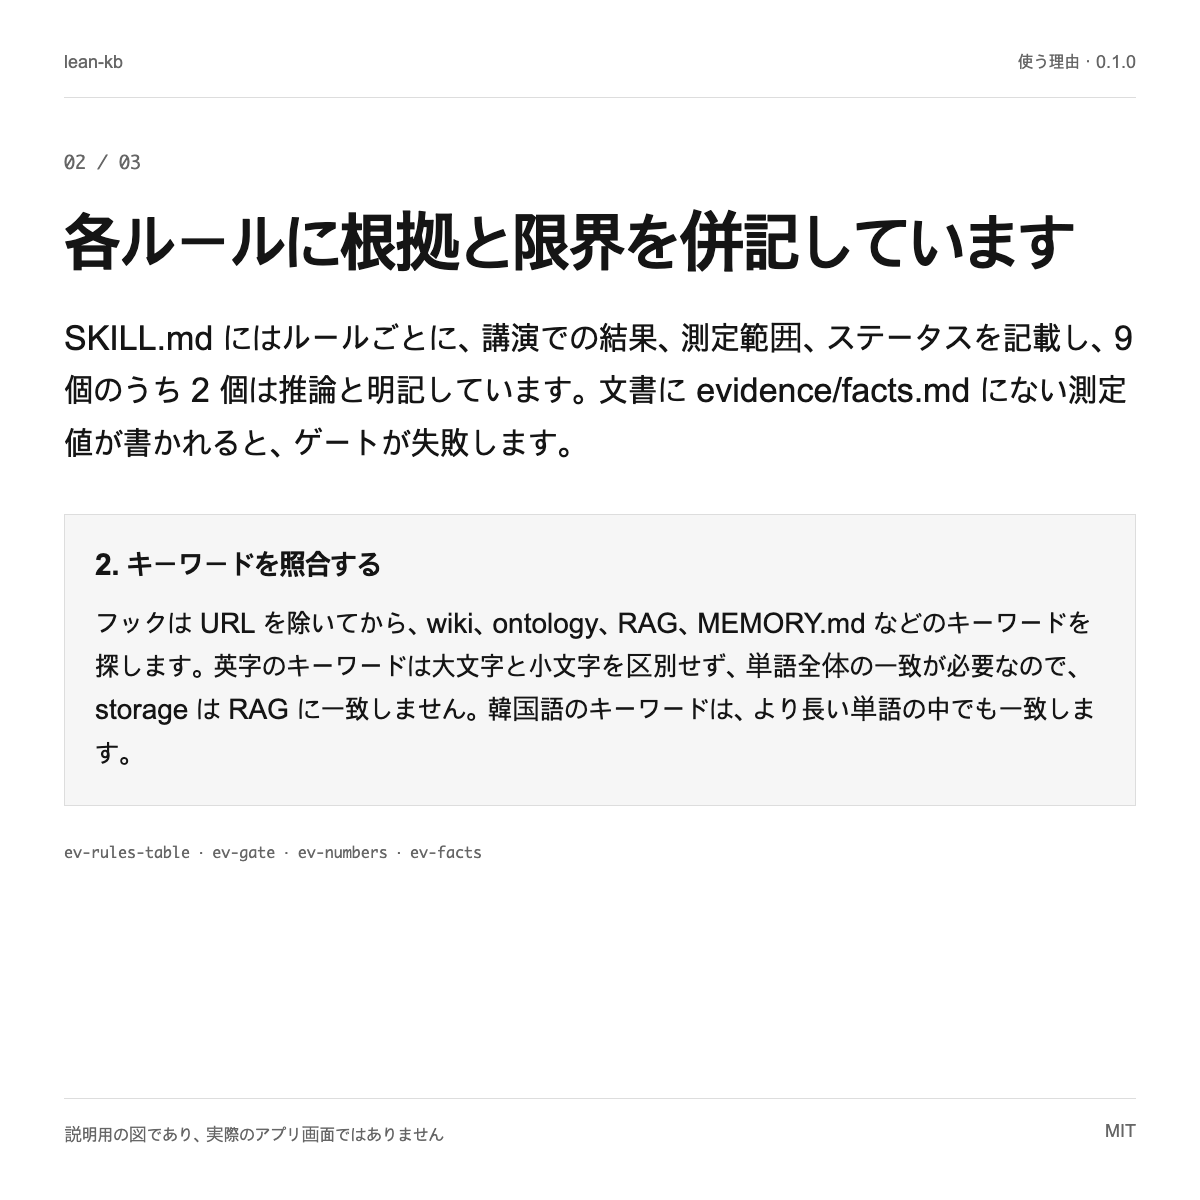 lean-kb
使う理由 · 0.1.0
02 / 03
各ルールに根拠と限界を併記しています
SKILL.md にはルールごとに、講演での結果、測定範囲、ステータスを記載し、9
個のうち 2 個は推論と明記しています。文書に evidence/facts.md にない測定
値が書かれると、ゲートが失敗します。
2. キーワードを照合する
フックは URL を除いてから、wiki、ontology、RAG、MEMORY.md などのキーワードを
探します。英字のキーワードは大文字と小文字を区別せず、単語全体の一致が必要なので、
storage は RAG に一致しません。韓国語のキーワードは、より長い単語の中でも一致しま
す。
ev-rules-table · ev-gate · ev-numbers · ev-facts
説明用の図であり、実際のアプリ画面ではありません
MIT